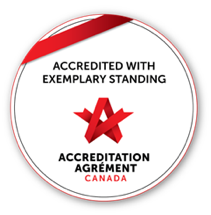 ACCREDITED WITH
EXEMPLARY STANDING
ACCREDITATION
AGRÉMENT
CANADA